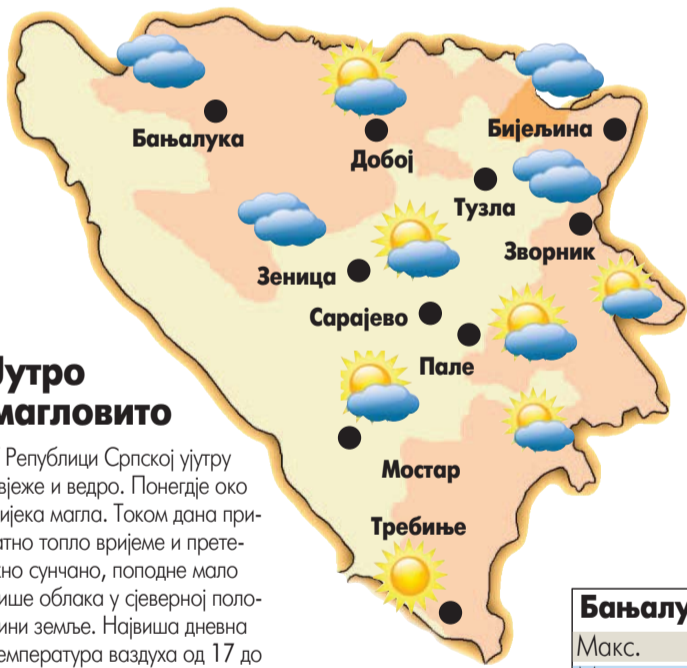 Бањалука
Добој
Бијељина
Тузла
Зворник
Зеница
Сарајево
Пале
Мостар
Требиње
Јутро
магловито
Републици Српској ујутру
вјеже и ведро. Понегдје око
ијека магла. Током дана при-
атно топло вријеме и прете-
жно сунчано, поподне мало
ише облака у сјеверној поло-
ини земље. Највиша дневна
емпература ваздуха од 17 до
Бањалу
Макс.